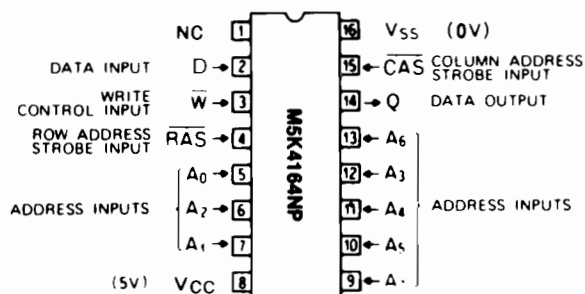 NC 1 16 VSS (0V)
DATA INPUT D 2 15 CAS COLUMN ADDRESS STROBE INPUT
WRITE CONTROL INPUT W 3 14 Q DATA OUTPUT
ROW ADDRESS STROBE INPUT RAS 4 13 A6
A0 5 12 A3
ADDRESS INPUTS A2 6 11 A4 ADDRESS INPUTS
A1 7 10 A5
(5V) VCC 8 9
M5K4164NP